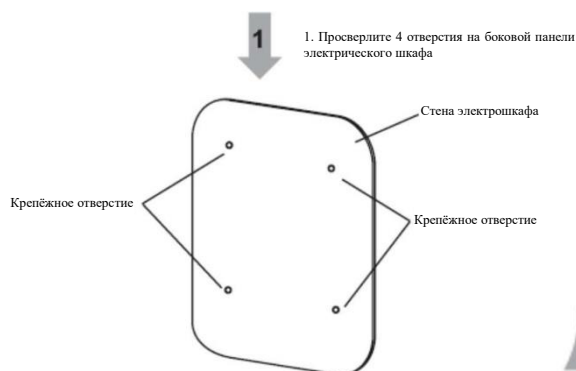 1
1. Просверлите 4 отверстия на боковой панели
электрического шкафа
Стена электрошкафа
Крепёжное отверстие
Крепёжное отверстие